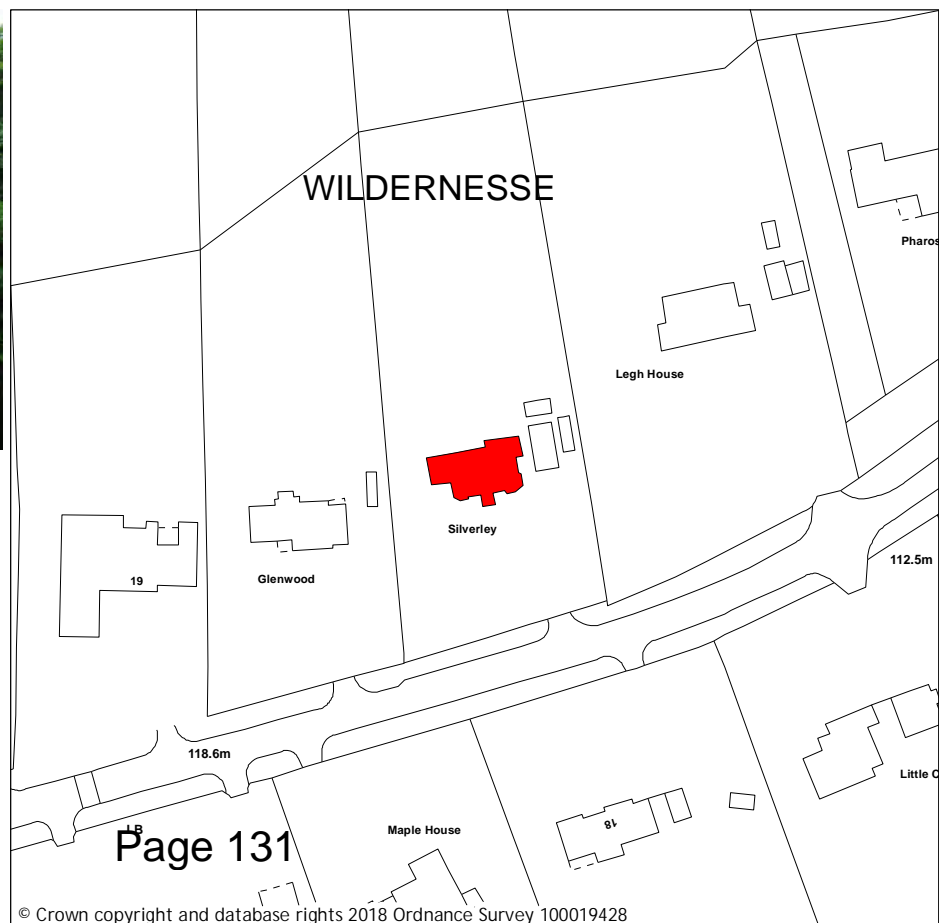 WILDERNESSE
Pharos
Legh House
Silverley
19
Glenwood
112.5m
118.6m
Little C
LB
Maple House
18
Page 131
© Crown copyright and database rights 2018 Ordnance Survey 100019428